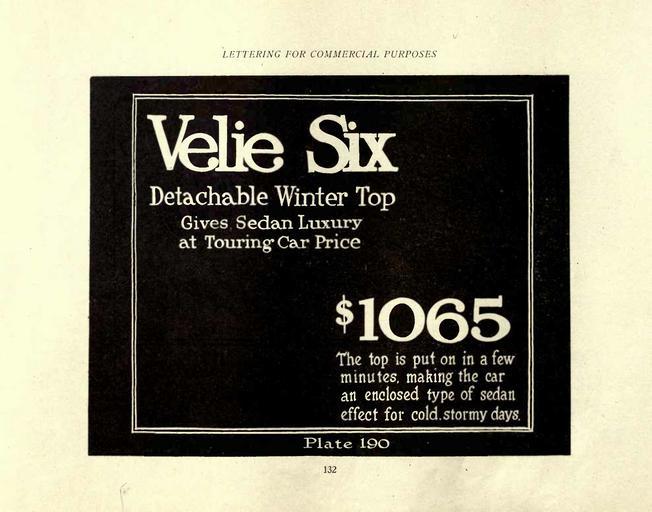 LETTERING FOR COMMERCIAL PURPOSES
Velie Six
Detachable Winter Top
Gives Sedan Luxury
at Touring Car Price
$1065
The top is put on in a few
minutes, making the car
an enclosed type of sedan
effect for cold, stormy days.
Plate 190
132